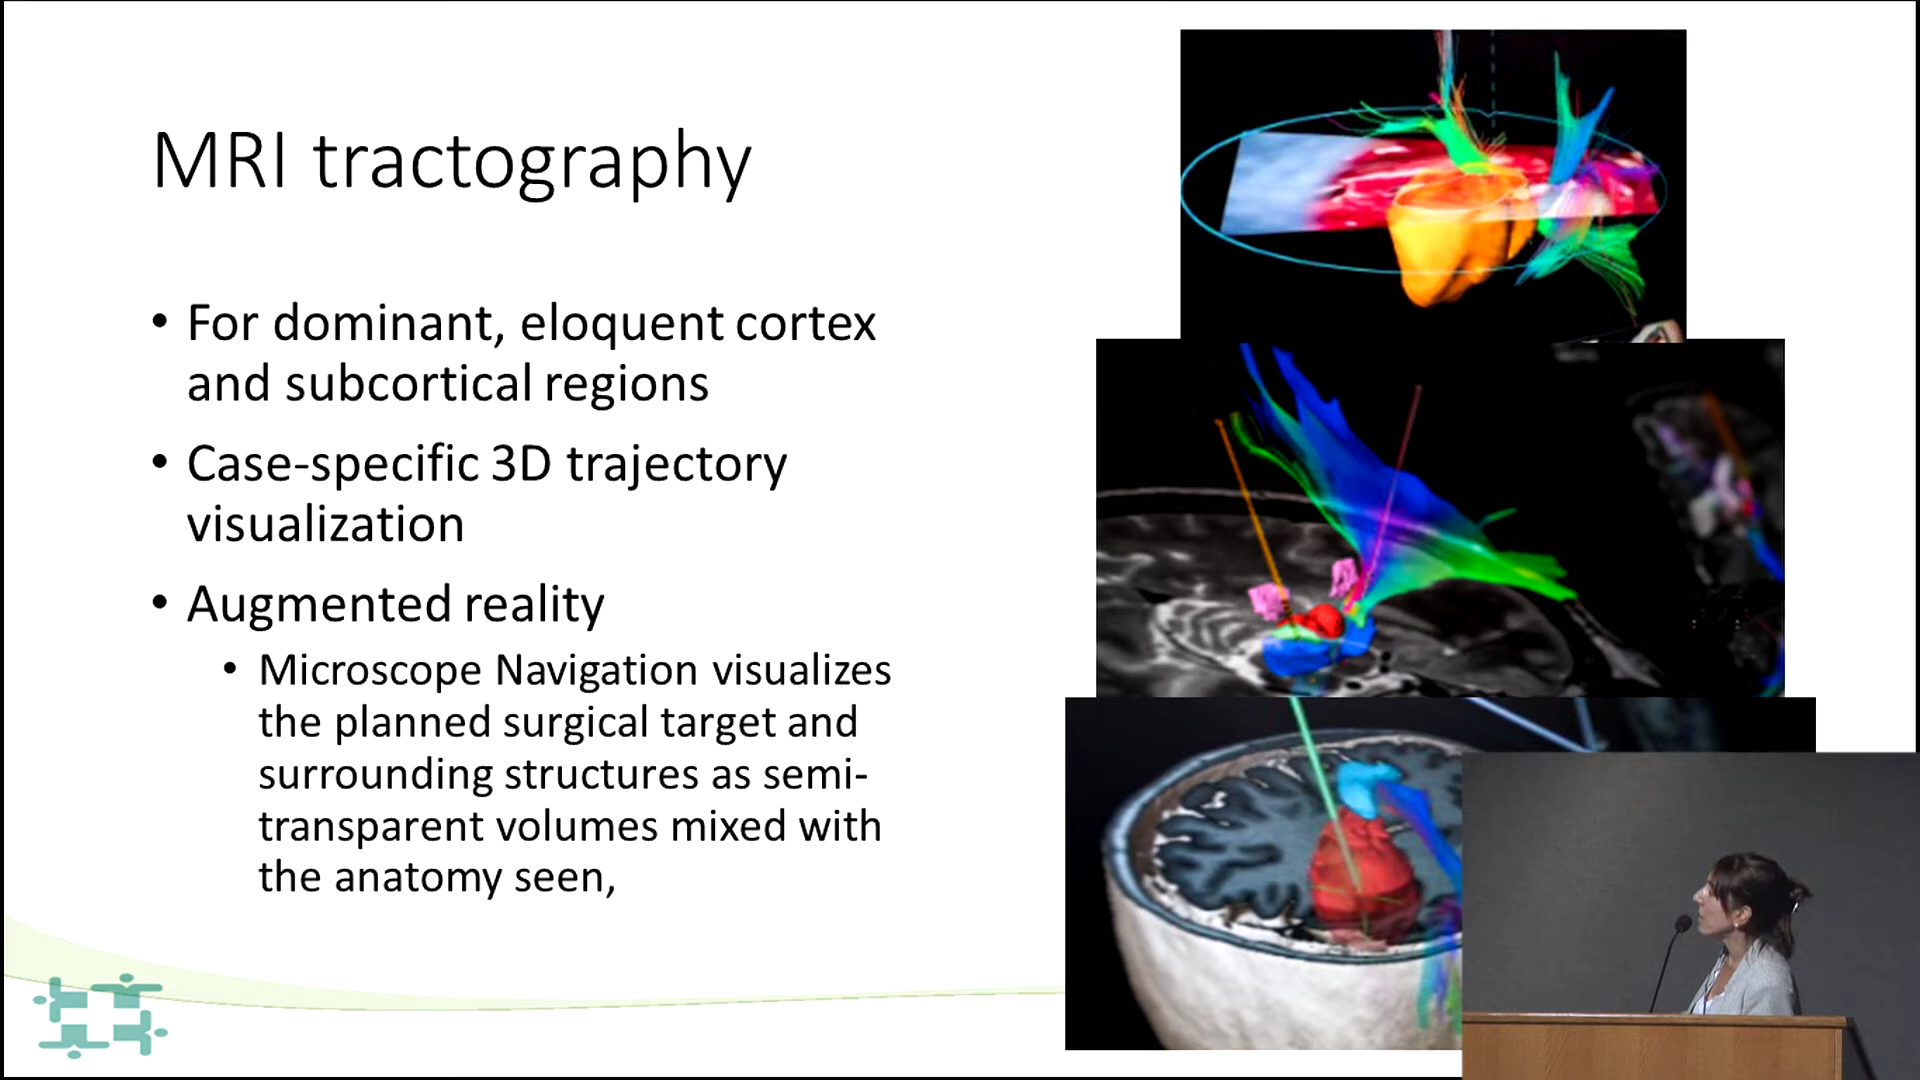 MRI tractography
• For dominant, eloquent cortex
and subcortical regions
• Case-specific 3D trajectory
visualization
• Augmented reality
• Microscope Navigation visualizes
the planned surgical target and
surrounding structures as semi-
transparent volumes mixed with
the anatomy seen,